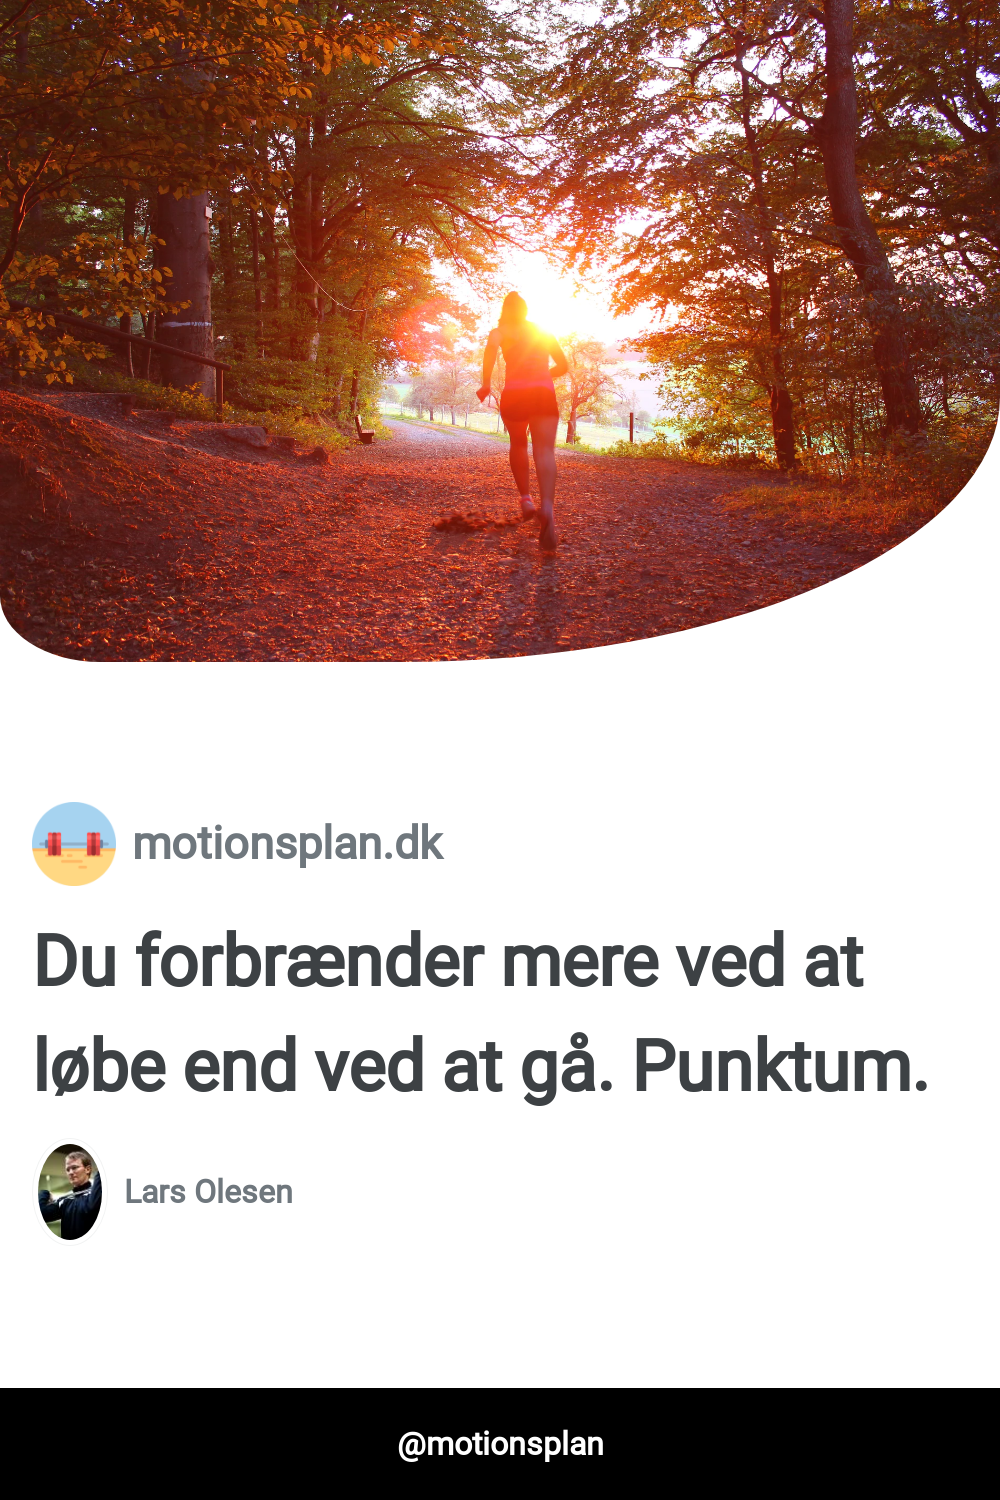 motionsplan.dk
Du forbrænder mere ved at
løbe end ved at gå. Punktum.
Lars Olesen
@motionsplan